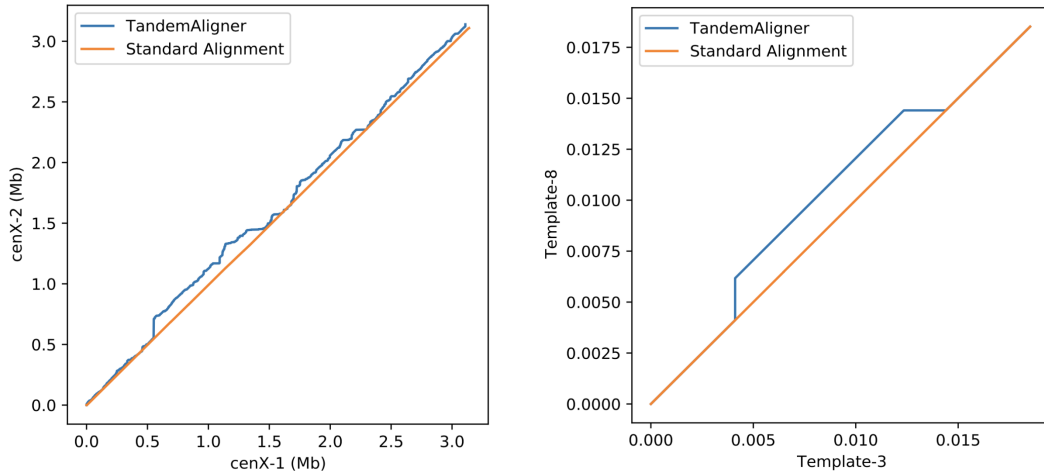 TandemAligner
Standard Alignment
3.0
2.5
2.0
1.5
1.0
0.5
0.0
0.0 0.5 1.0 1.5 2.0 2.5 3.0
cenX-1 (Mb)
cenX-2 (Mb)
TandemAligner
Standard Alignment
0.0175
0.0150
0.0125
0.0100
0.0075
0.0050
0.0025
0.0000
0.000 0.005 0.010 0.015
Template-3
Template-8